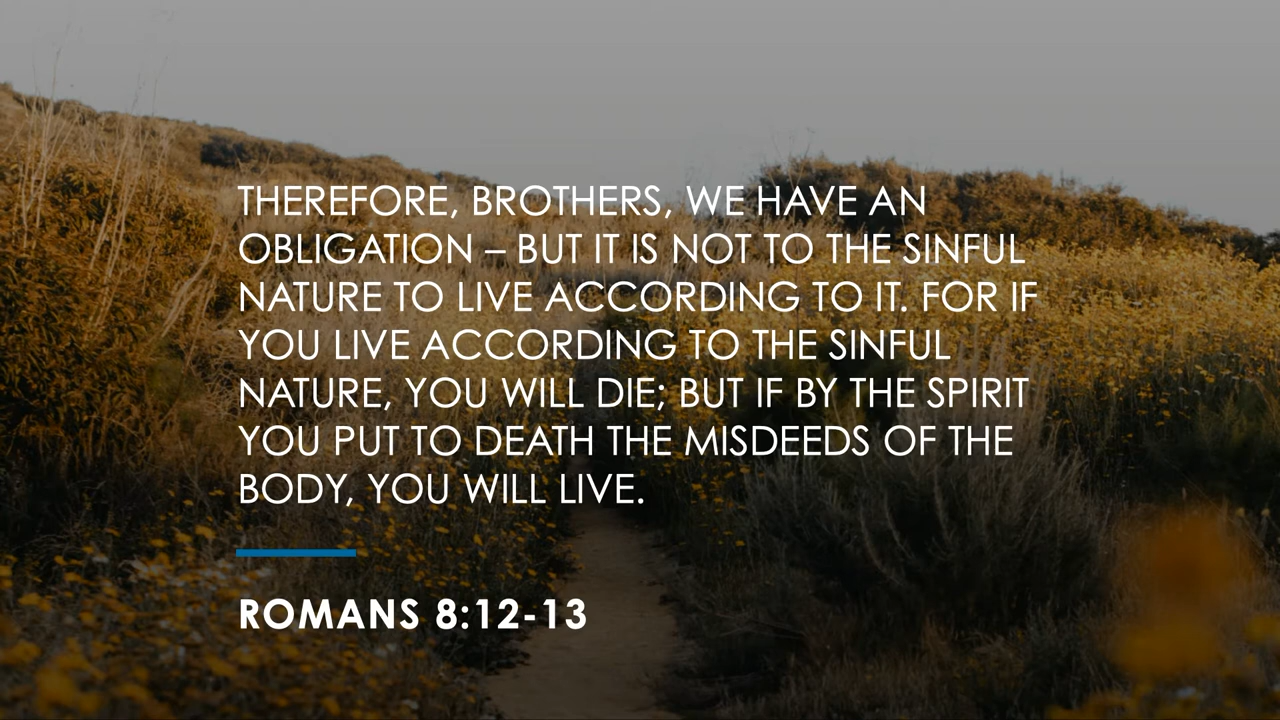 THEREFORE, BROTHERS, WE HAVE AN
OBLIGATION – BUT IT IS NOT TO THE SINFUL
NATURE TO LIVE ACCORDING TO IT. FOR IF
YOU LIVE ACCORDING TO THE SINFUL
NATURE, YOU WILL DIE; BUT IF BY THE SPIRIT
YOU PUT TO DEATH THE MISDEEDS OF THE
BODY, YOU WILL LIVE.
ROMANS 8:12-13